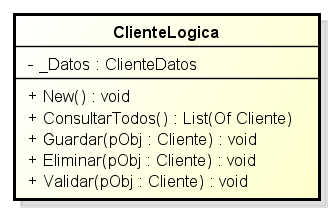 ClienteLogica
- _Datos : ClienteDatos
+ New() : void
+ ConsultarTodos() : List(Of Cliente)
+ Guardar(pObj : Cliente) : void
+ Eliminar(pObj : Cliente) : void
+ Validar(pObj : Cliente) : void